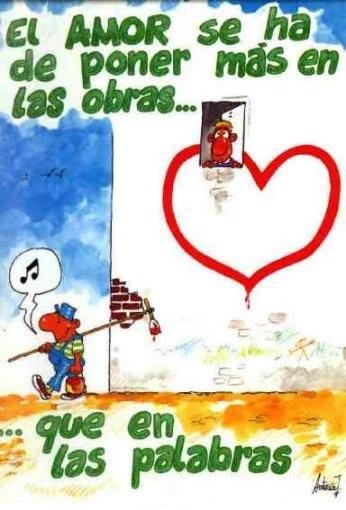 El AMOR se ha
de poner más en
las obras...
...que en
las palabras